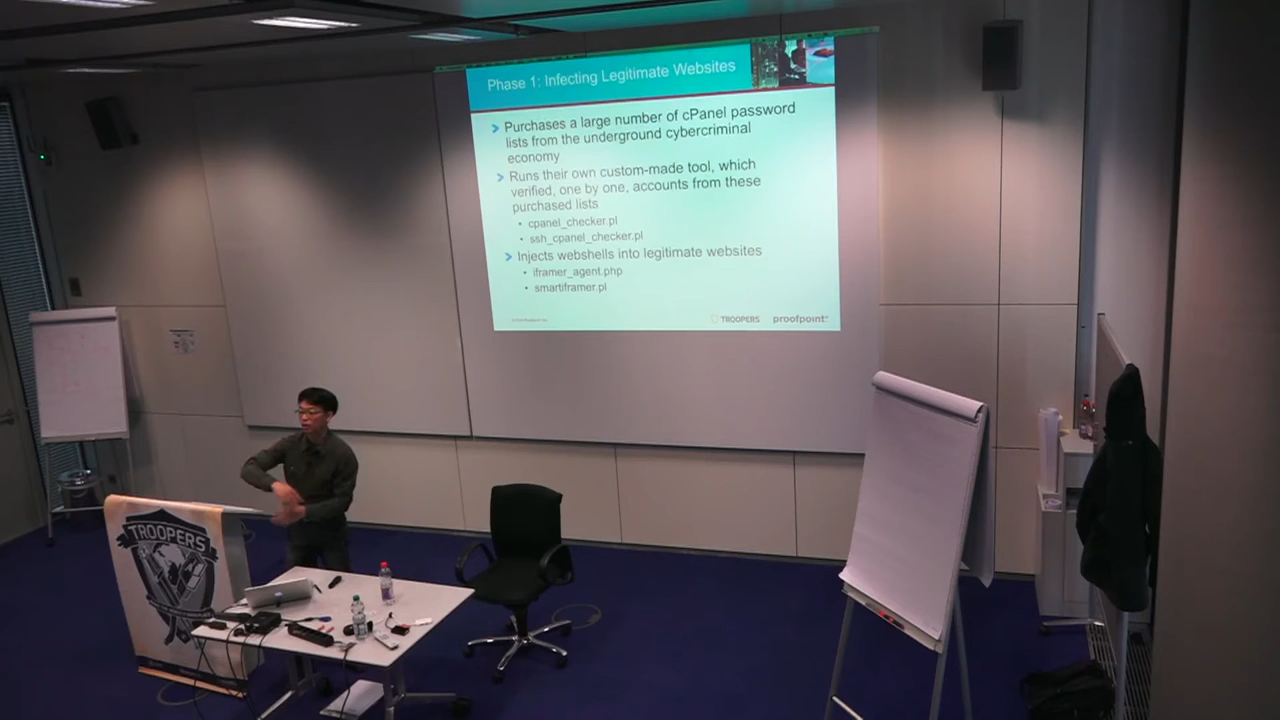 Phase 1: Infecting Legitimate Websites
Purchases a large number of cPanel password
lists from the underground cybercriminal
economy
Runs their own custom-made tool, which
verified, one by one, accounts from these
purchased lists
cpanel_checker.pl
ssh_cpanel_checker.pl
Injects webshells into legitimate websites
iframer_agent.php
smartiframer.pl
TROOPERS
proofpoint
TROOPERS